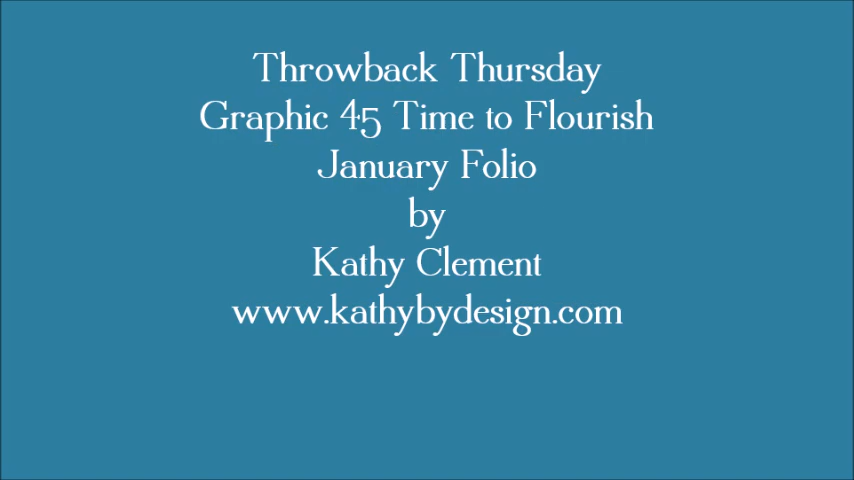 Throwback Thursday
Graphic 45 Time to Flourish
January Folio
by
Kathy Clement
www.kathybydesign.com